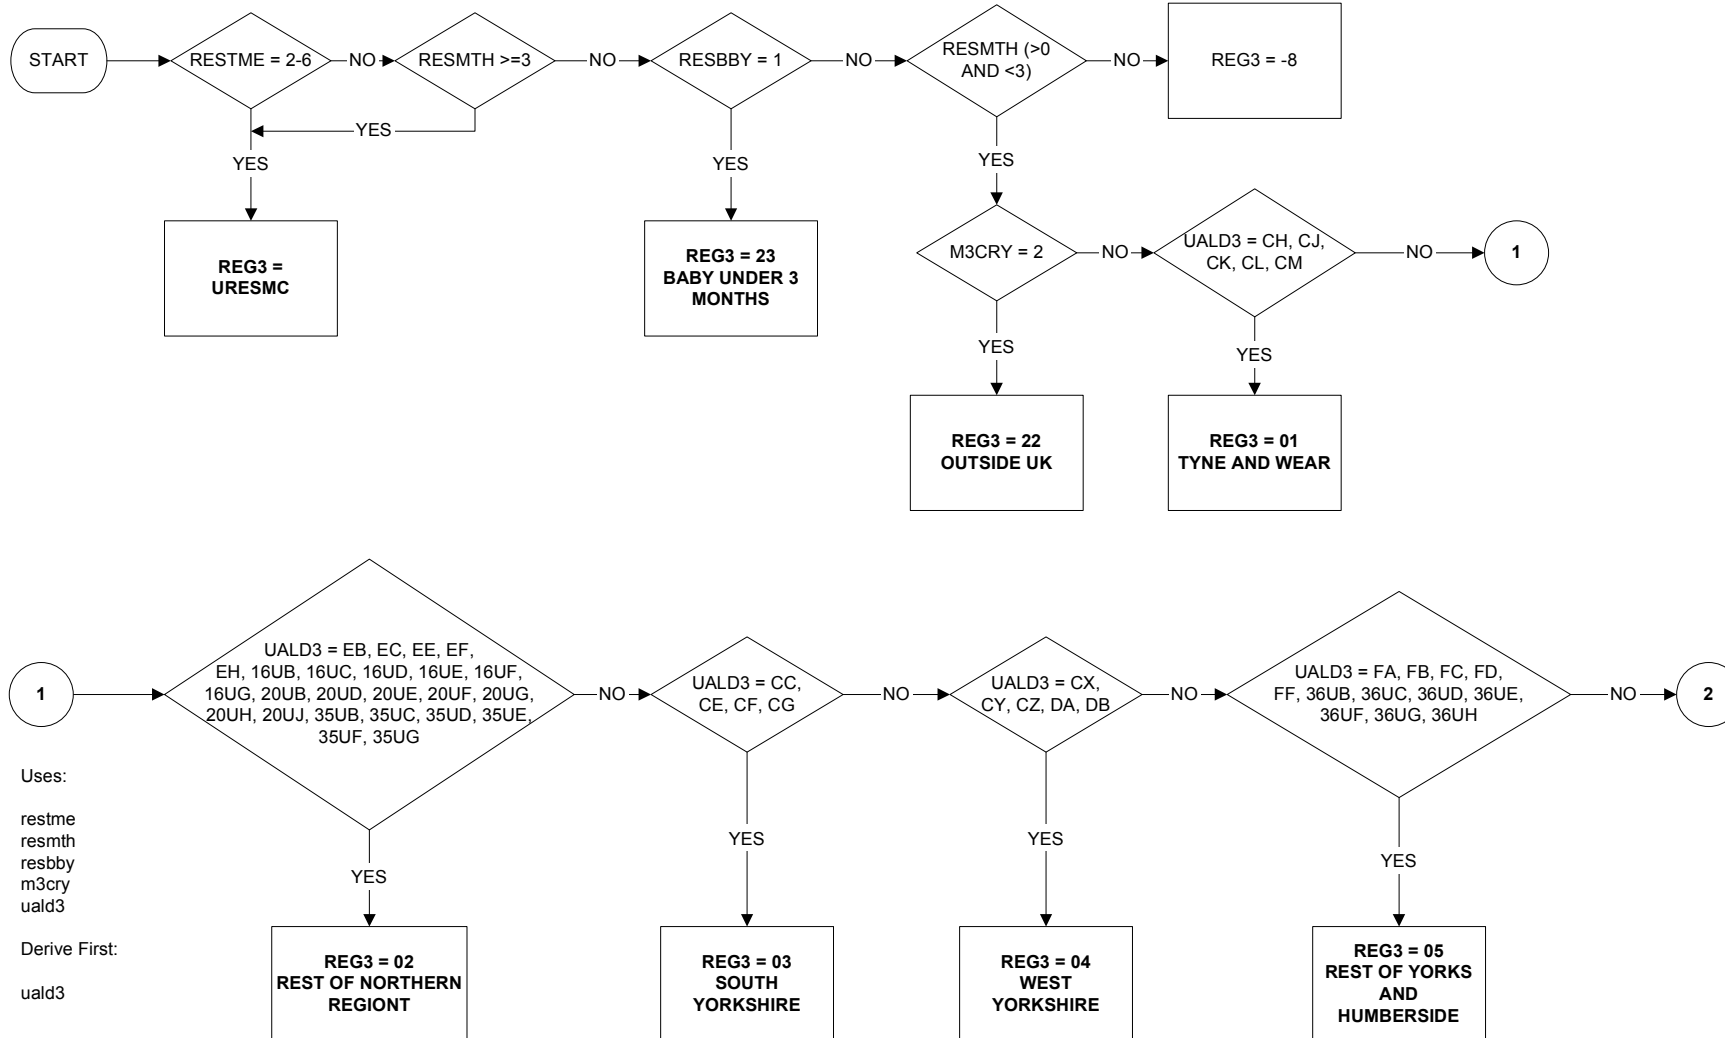 START
RESTME = 2-6
NO
RESMTH >=3
NO
RESBBY = 1
NO
RESMTH (>0
AND <3)
NO
REG3 = -8
YES
YES
YES
YES
REG3 =
URESMC
REG3 = 23
BABY UNDER 3
MONTHS
M3CRY = 2
NO
UALD3 = CH, CJ,
CK, CL, CM
NO
1
YES
YES
REG3 = 22
OUTSIDE UK
REG3 = 01
TYNE AND WEAR
1
UALD3 = EB, EC, EE, EF,
EH, 16UB, 16UC, 16UD, 16UE, 16UF,
16UG, 20UB, 20UD, 20UE, 20UF, 20UG,
20UH, 20UJ, 35UB, 35UC, 35UD, 35UE,
35UF, 35UG
NO
UALD3 = CC,
CE, CF, CG
NO
UALD3 = CX,
CY, CZ, DA, DB
NO
UALD3 = FA, FB, FC, FD,
FF, 36UB, 36UC, 36UD, 36UE,
36UF, 36UG, 36UH
NO
2
YES
YES
YES
YES
REG3 = 02
REST OF NORTHERN
REGIONT
REG3 = 03
SOUTH
YORKSHIRE
REG3 = 04
WEST
YORKSHIRE
REG3 = 05
REST OF YORKS
AND
HUMBERSIDE
Uses:
restme
resmth
resbby
m3cry
uald3
Derive First:
uald3